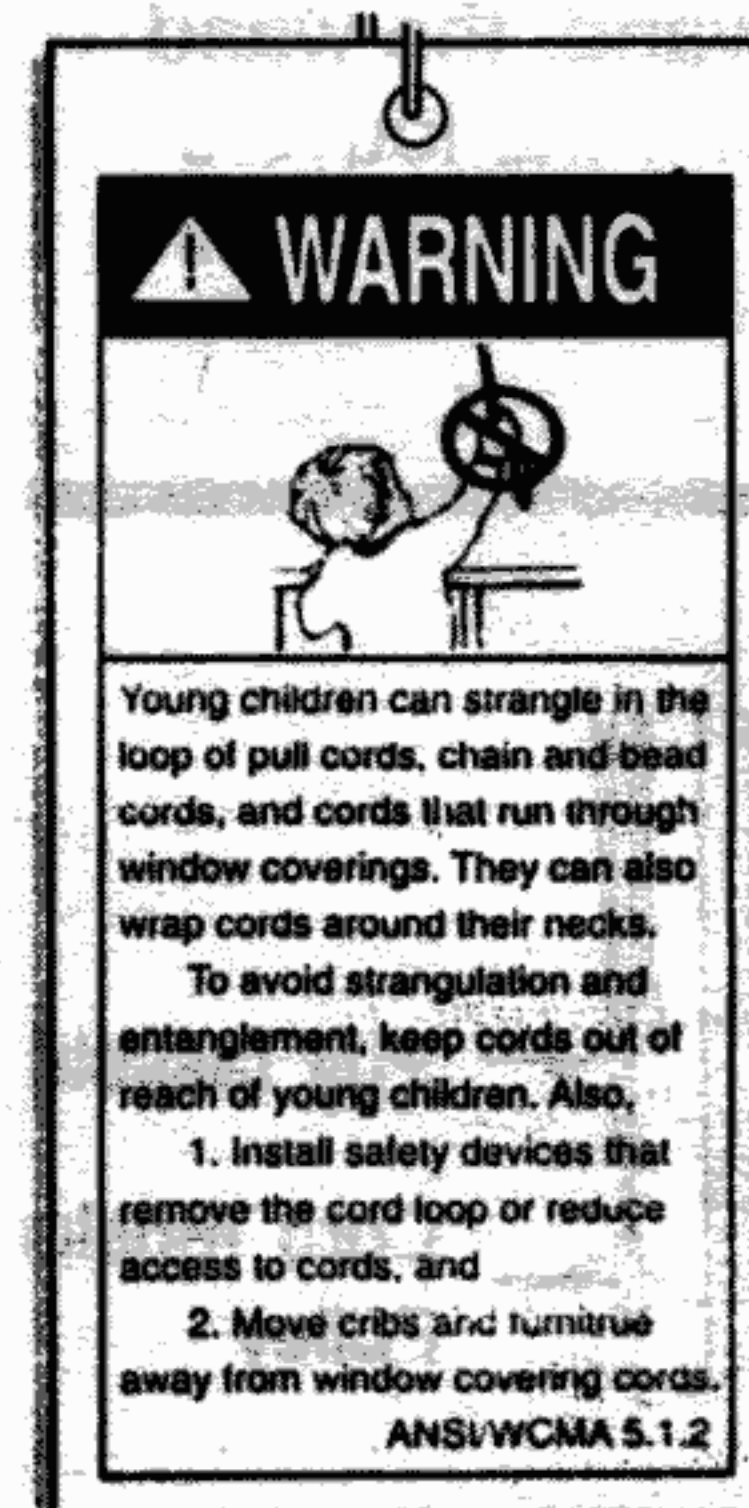 WARNING
Young children can strangle in the
loop of pull cords, chain and bead
cords, and cords that run through
window coverings. They can also
wrap cords around their necks.
To avoid strangulation and
entanglement, keep cords out of
reach of young children. Also,
1. Install safety devices that
remove the cord loop or reduce
access to cords, and
2. Move cribs and furnitrue
away from window covering cords.
ANSI/WCMA 5.1.2